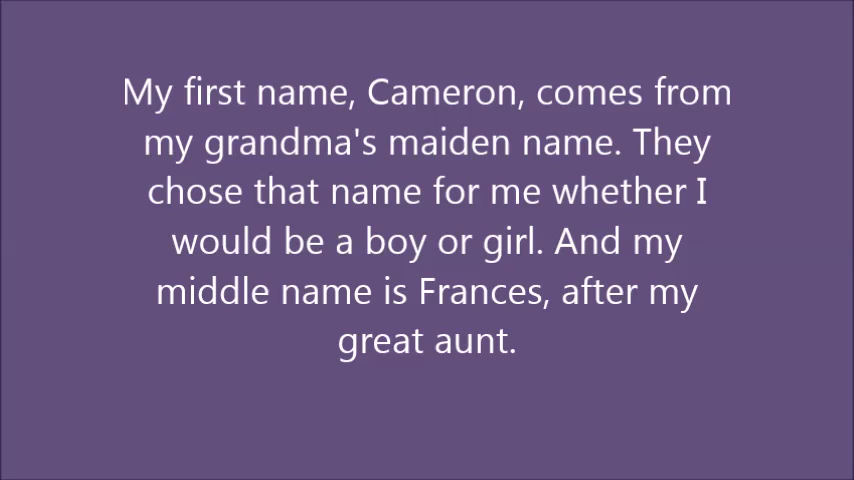 My first name, Cameron, comes from
my grandma's maiden name. They
chose that name for me whether I
would be a boy or girl. And my
middle name is Frances, after my
great aunt.